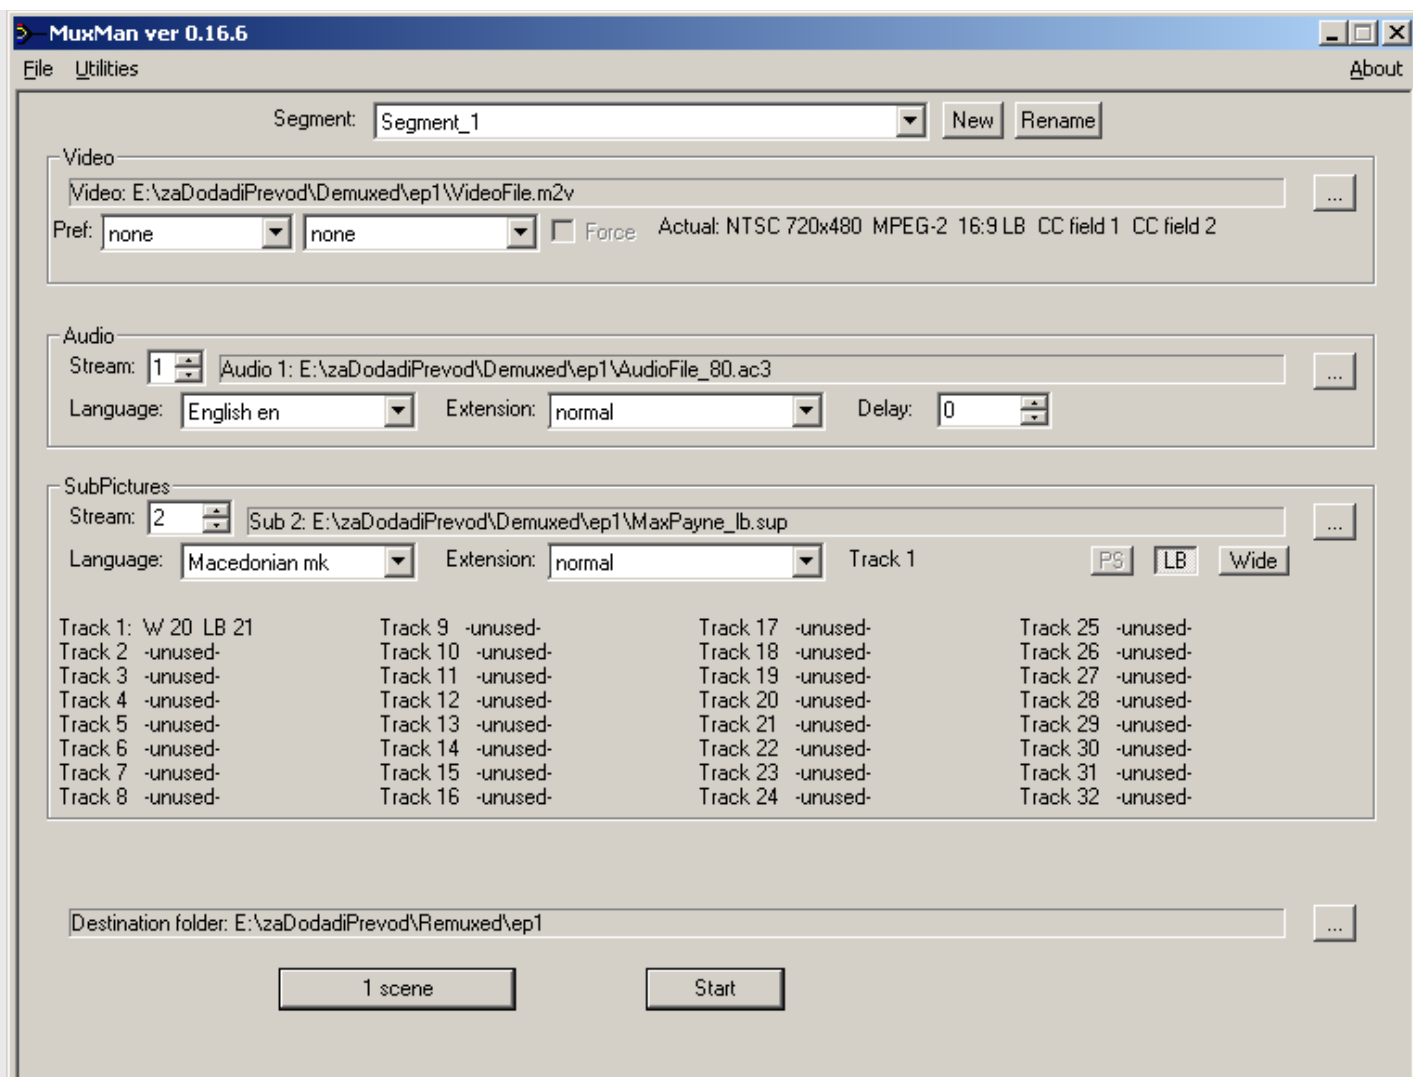 MuxMan ver 0.16.6
File Utilities About
Segment: Segment_1 New Rename
Video
Video: E:\zaDodadiPrevod\Demuxed\ep1\VideoFile.m2v ...
Pref: none none Force Actual: NTSC 720x480 MPEG-2 16:9 LB CC field 1 CC field 2
Audio
Stream: 1 Audio 1: E:\zaDodadiPrevod\Demuxed\ep1\AudioFile_80.ac3 ...
Language: English en Extension: normal Delay: 0
SubPictures
Stream: 2 Sub 2: E:\zaDodadiPrevod\Demuxed\ep1\MaxPayne_lb.sup ...
Language: Macedonian mk Extension: normal Track 1 PS LB Wide
Track 1: W 20 LB 21 Track 9 -unused- Track 17 -unused- Track 25 -unused-
Track 2 -unused- Track 10 -unused- Track 18 -unused- Track 26 -unused-
Track 3 -unused- Track 11 -unused- Track 19 -unused- Track 27 -unused-
Track 4 -unused- Track 12 -unused- Track 20 -unused- Track 28 -unused-
Track 5 -unused- Track 13 -unused- Track 21 -unused- Track 29 -unused-
Track 6 -unused- Track 14 -unused- Track 22 -unused- Track 30 -unused-
Track 7 -unused- Track 15 -unused- Track 23 -unused- Track 31 -unused-
Track 8 -unused- Track 16 -unused- Track 24 -unused- Track 32 -unused-
Destination folder: E:\zaDodadiPrevod\Remuxed\ep1 ...
1 scene Start